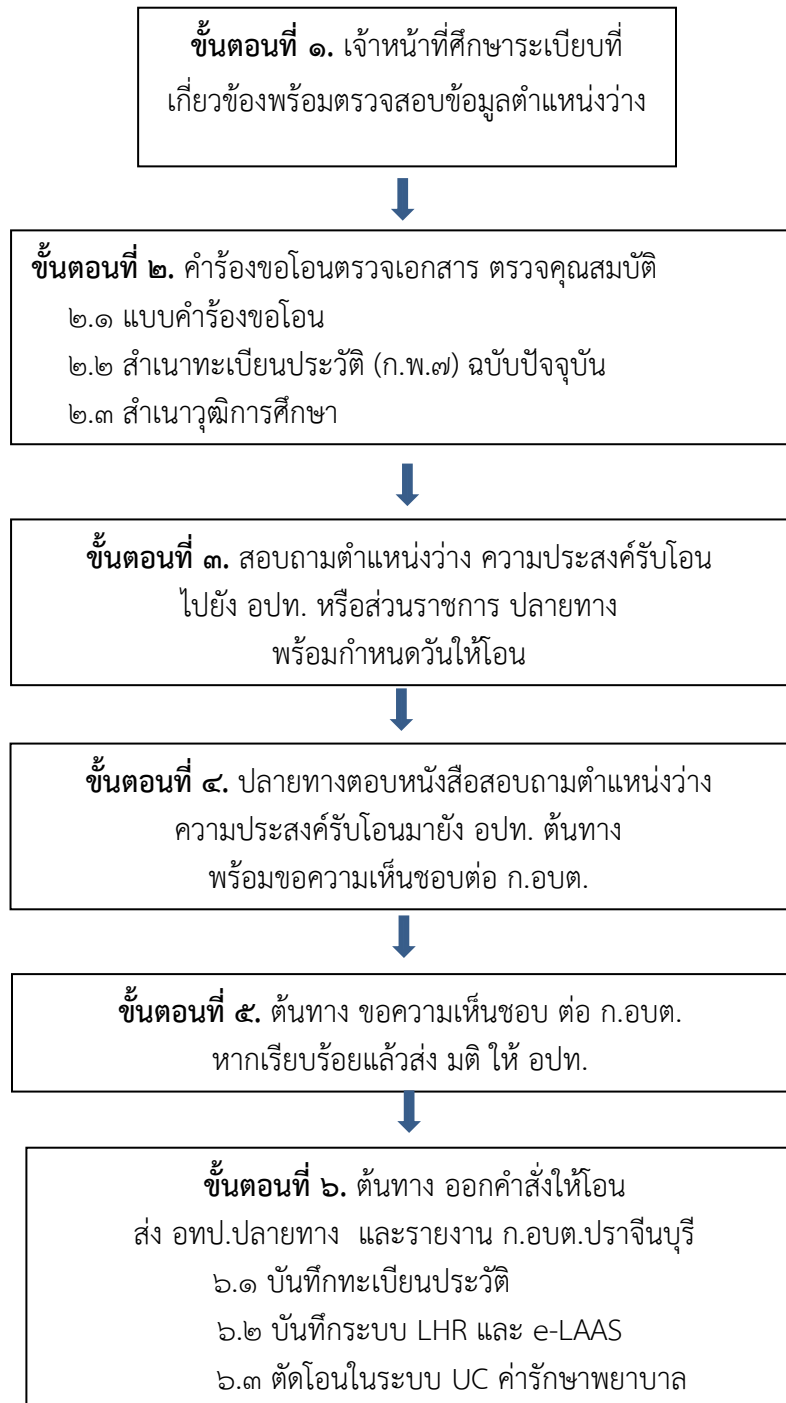 ขั้นตอนที่ ๑. เจ้าหน้าที่ศึกษาระเบียบที่
เกี่ยวข้องพร้อมตรวจสอบข้อมูลตำแหน่งว่าง
ขั้นตอนที่ ๒. คำร้องขอโอนตรวจเอกสาร ตรวจคุณสมบัติ
๒.๑ แบบคำร้องขอโอน
๒.๒ สำเนาทะเบียนประวัติ (ก.พ.๗) ฉบับปัจจุบัน
๒.๓ สำเนาวุฒิการศึกษา
ขั้นตอนที่ ๓. สอบถามตำแหน่งว่าง ความประสงค์รับโอน
ไปยัง อปท. หรือส่วนราชการ ปลายทาง
พร้อมกำหนดวันให้โอน
ขั้นตอนที่ ๔. ปลายทางตอบหนังสือสอบถามตำแหน่งว่าง
ความประสงค์รับโอนมายัง อปท. ต้นทาง
พร้อมขอความเห็นชอบต่อ ก.อบต.
ขั้นตอนที่ ๕. ต้นทาง ขอความเห็นชอบ ต่อ ก.อบต.
หากเรียบร้อยแล้วส่ง มติ ให้ อปท.
ขั้นตอนที่ ๖. ต้นทาง ออกคำสั่งให้โอน
ส่ง อทป.ปลายทาง และรายงาน ก.อบต.ปราจีนบุรี
๖.๑ บันทึกทะเบียนประวัติ
๖.๒ บันทึกระบบ LHR และ e-LAAS
๖.๓ ตัดโอนในระบบ UC ค่ารักษาพยาบาล